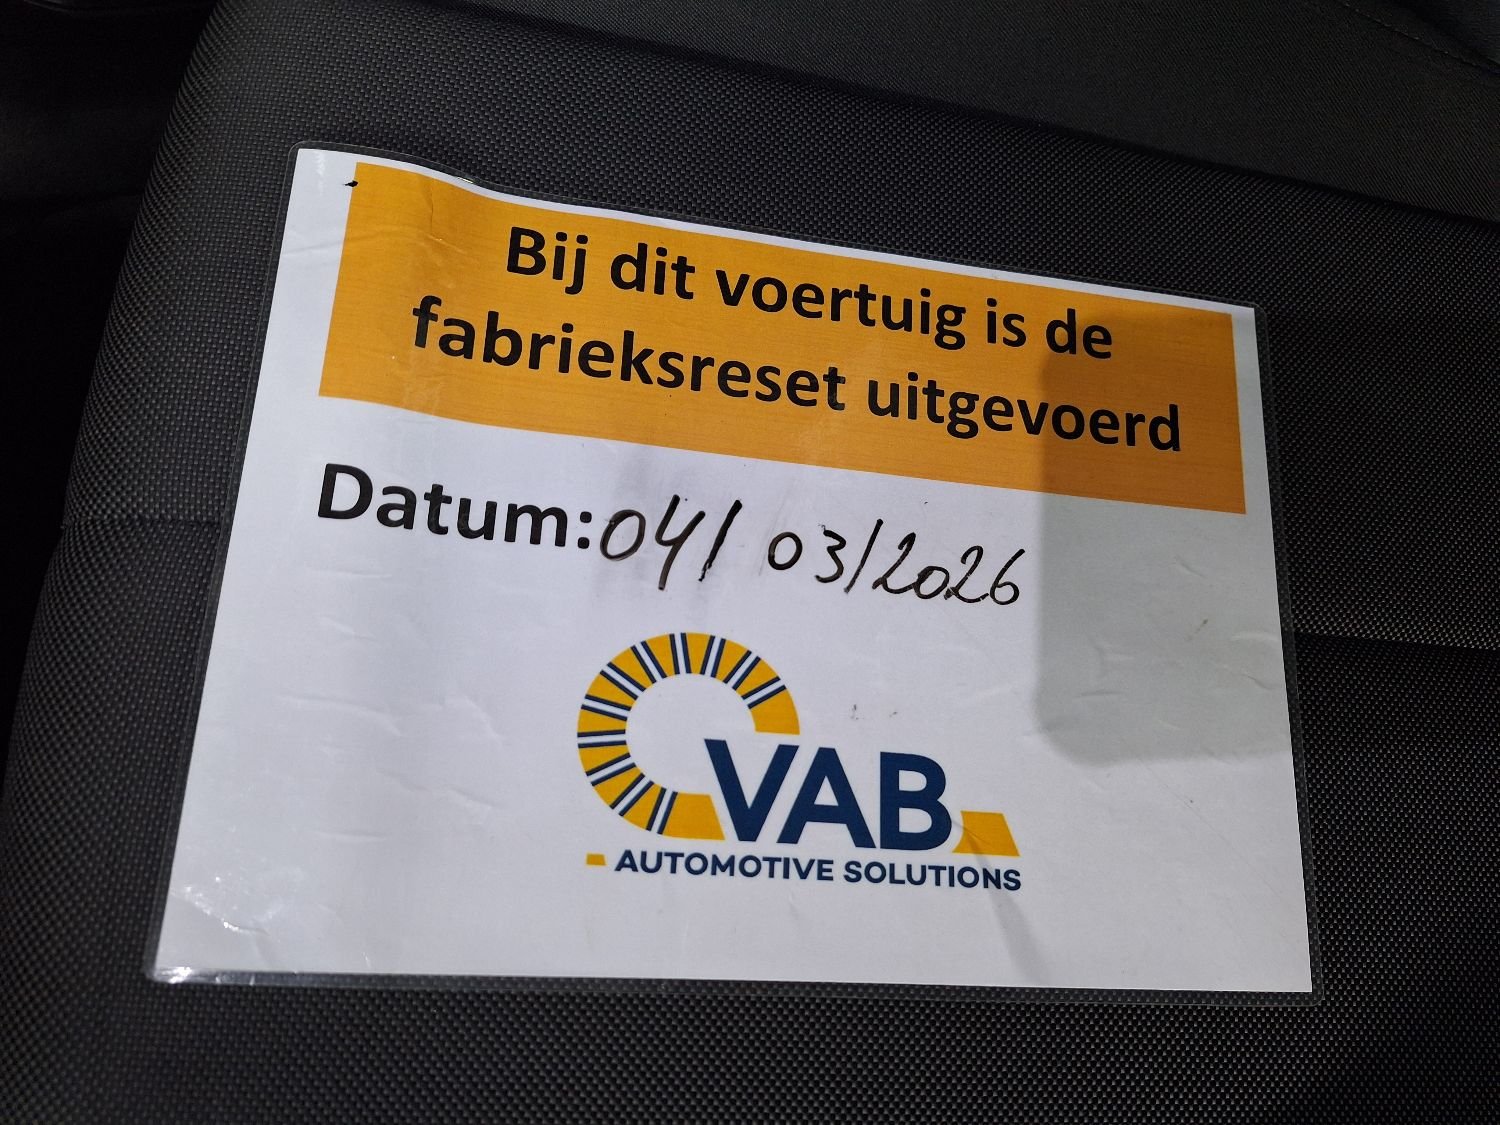 Bij dit voertuig is de
fabrieksreset uitgevoerd
Datum: 04/03/2026
VAB
AUTOMOTIVE SOLUTIONS